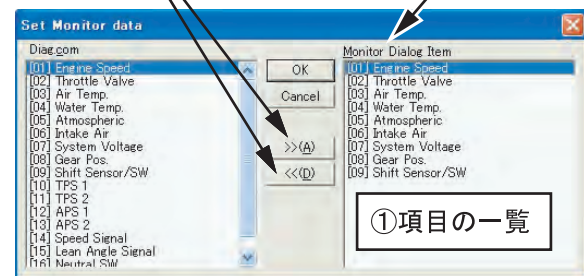 Set Monitor data
Diag.com
[01] Engine Speed
[02] Throttle Valve
[03] Air Temp.
[04] Water Temp.
[05] Atmospheric
[06] Intake Air
[07] System Voltage
[08] Gear Pos.
[09] Shift Sensor/SW
[10] TPS 1
[11] TPS 2
[12] APS 1
[13] APS 2
[14] Speed Signal
[15] Lean Angle Signal
[16] Neutral SW
OK
Cancel
>>(A)
<<(D)
Monitor Dialog Item
[01] Engine Speed
[02] Throttle Valve
[03] Air Temp.
[04] Water Temp.
[05] Atmospheric
[06] Intake Air
[07] System Voltage
[08] Gear Pos.
[09] Shift Sensor/SW
①項目の一覧